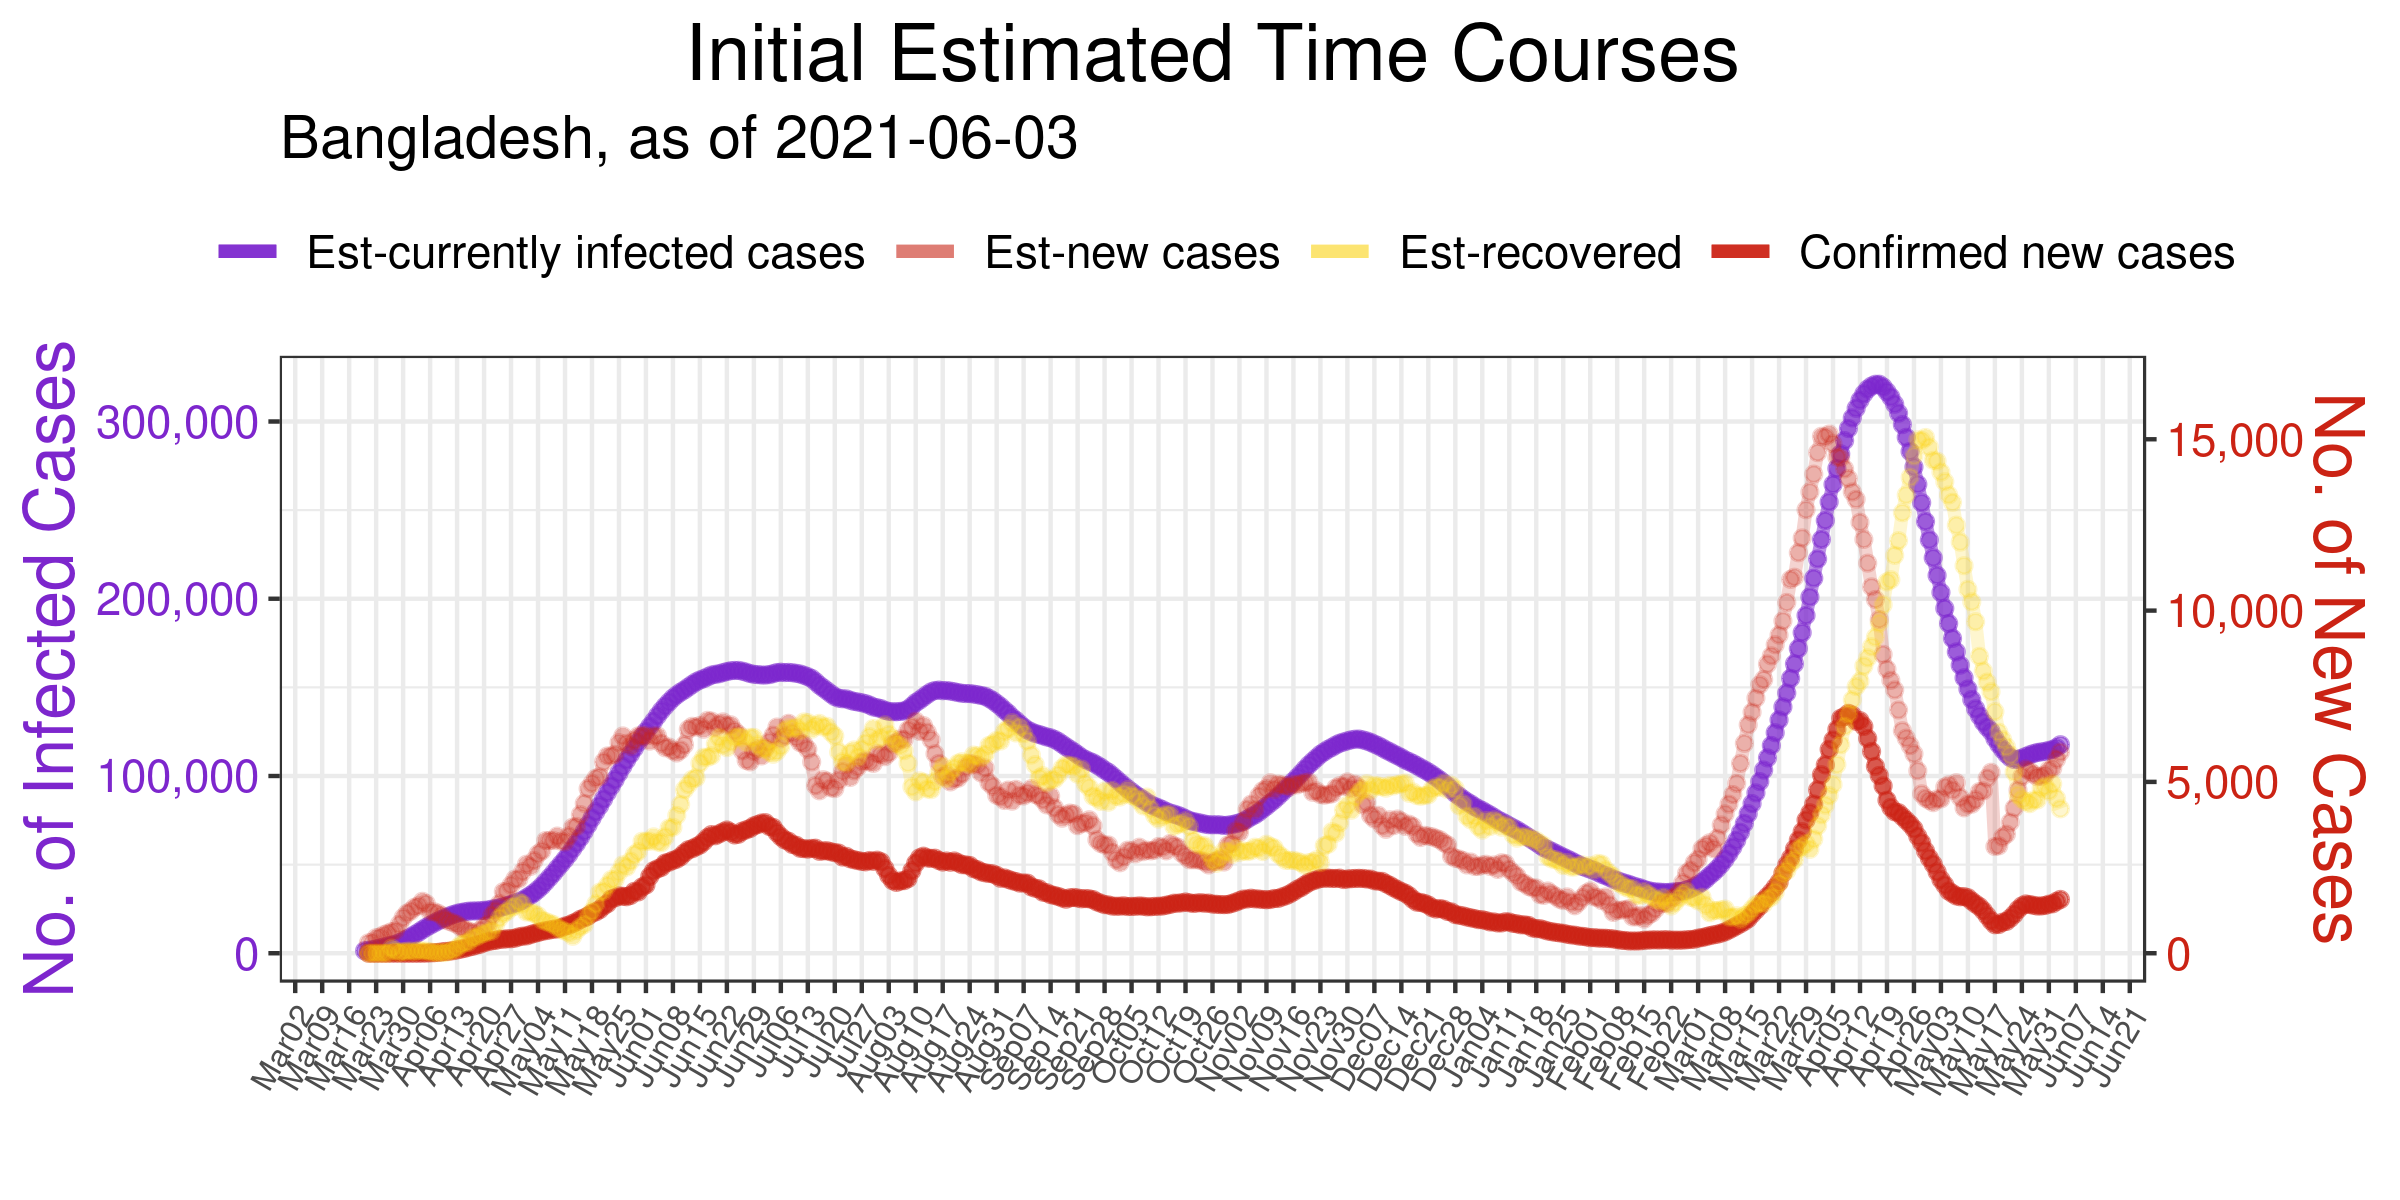 Initial Estimated Time Courses
Bangladesh, as of 2021-06-03
Est-currently infected cases Est-new cases Est-recovered Confirmed new cases
No. of Infected Cases
300,000
200,000
100,000
0
15,000
10,000
5,000
0
No. of New Cases
Mar02 Mar09 Mar16 Mar23 Mar30 Apr06 Apr13 Apr20 Apr27 May04 May11 May18 May25 Jun01 Jun08 Jun15 Jun22 Jun29 Jul06 Jul13 Jul20 Jul27 Aug03 Aug10 Aug17 Aug24 Aug31 Sep07 Sep14 Sep21 Sep28 Oct05 Oct12 Oct19 Oct26 Nov02 Nov09 Nov16 Nov23 Nov30 Dec07 Dec14 Dec21 Dec28 Jan04 Jan11 Jan18 Jan25 Feb01 Feb08 Feb15 Feb22 Mar01 Mar08 Mar15 Mar22 Mar29 Apr05 Apr12 Apr19 Apr26 May03 May10 May17 May24 May31 Jun07 Jun14 Jun21